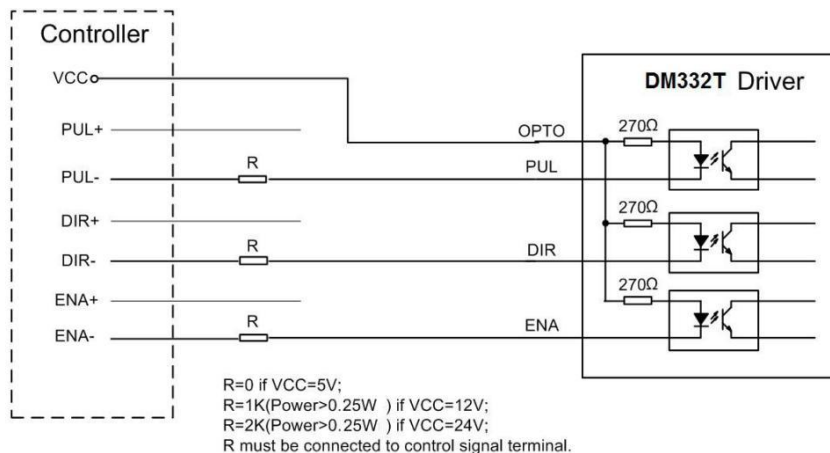 Controller
VCC
DM332T Driver
PUL+
OPTO
270Ω
PUL-
R
PUL
DIR+
270Ω
DIR-
R
DIR
ENA+
270Ω
ENA-
R
ENA
R=0 if VCC=5V;
R=1K(Power>0.25W ) if VCC=12V;
R=2K(Power>0.25W ) if VCC=24V;
R must be connected to control signal terminal.